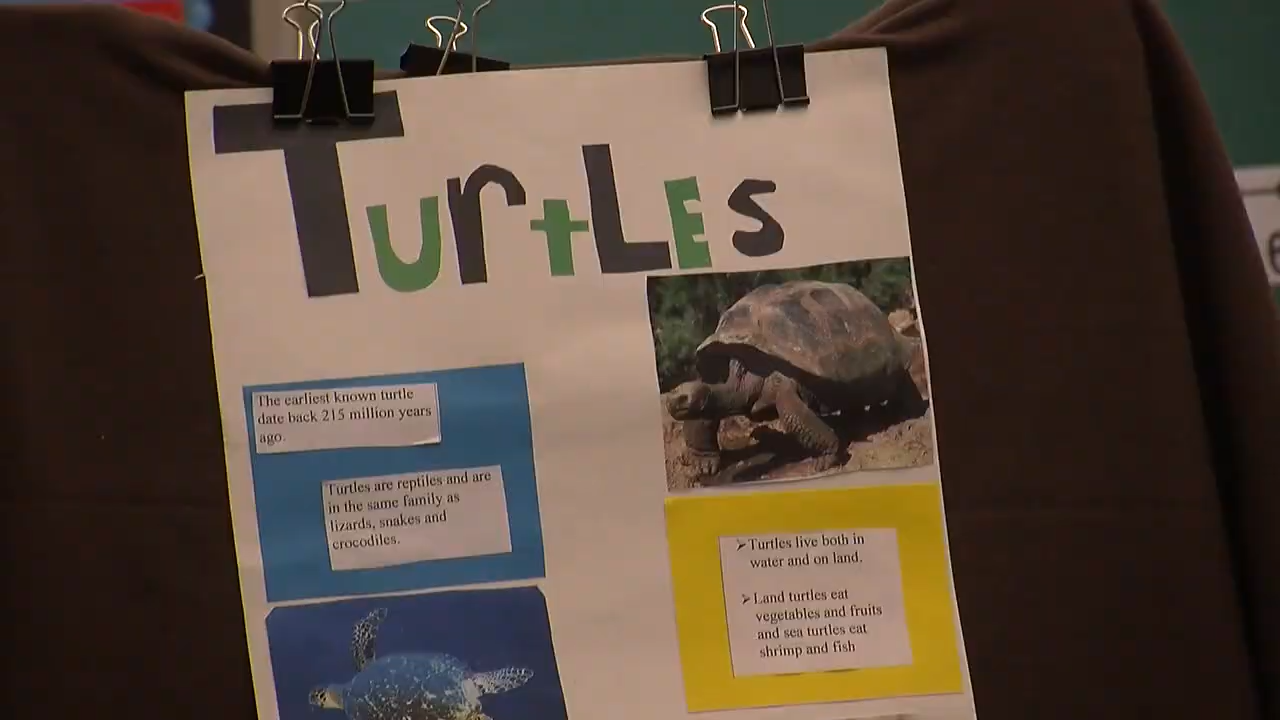 TurtLEs
The earliest known turtle
date back 215 million years
ago.
Turtles are reptiles and are
in the same family as
lizards, snakes and
crocodiles.
➢Turtles live both in
water and on land.
➢Land turtles eat
vegetables and fruits
and sea turtles eat
shrimp and fish